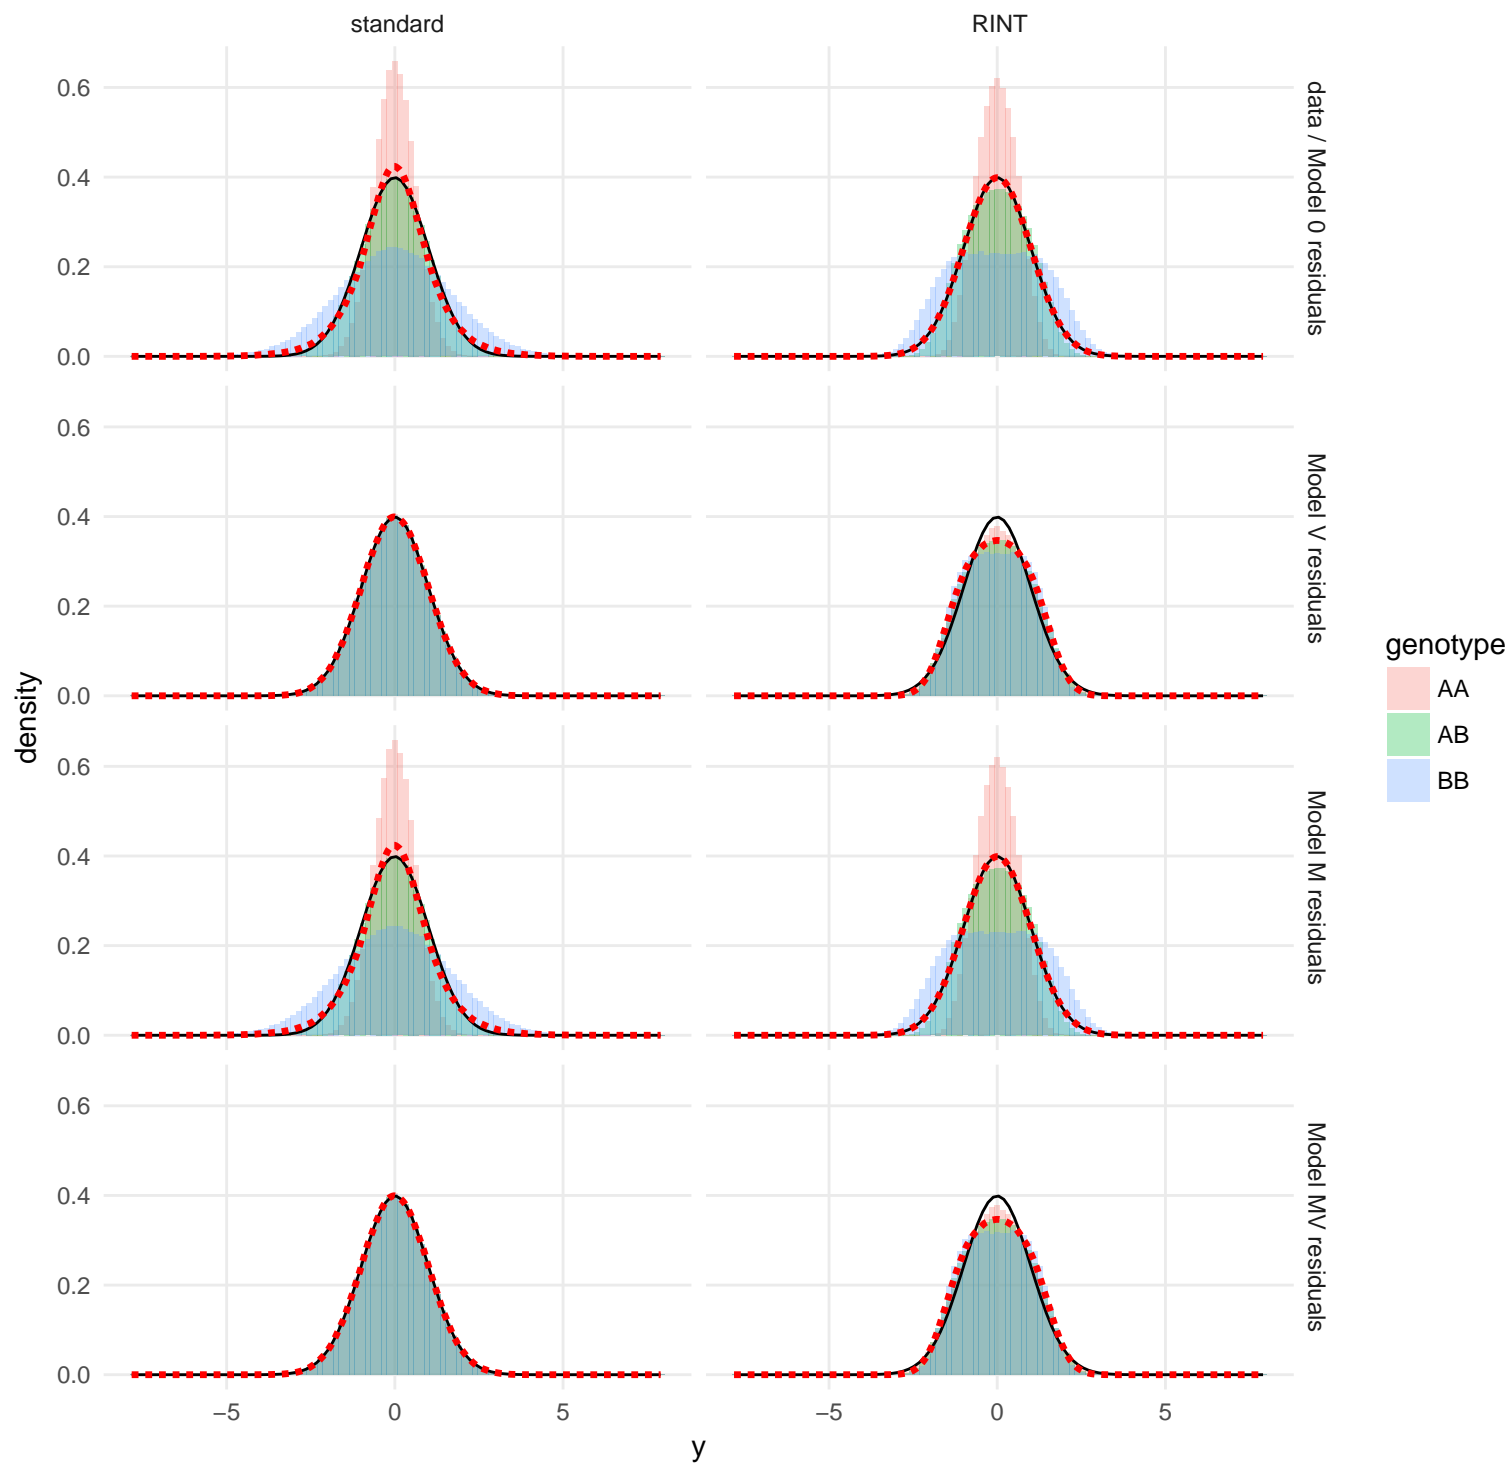 standard
RINT
0.6
0.4
0.2
0.0
data / Model 0 residuals
0.6
0.4
0.2
0.0
Model V residuals
0.6
0.4
0.2
0.0
Model M residuals
0.6
0.4
0.2
0.0
Model MV residuals
−5
0
5
−5
0
5
y
density
genotype
AA
AB
BB